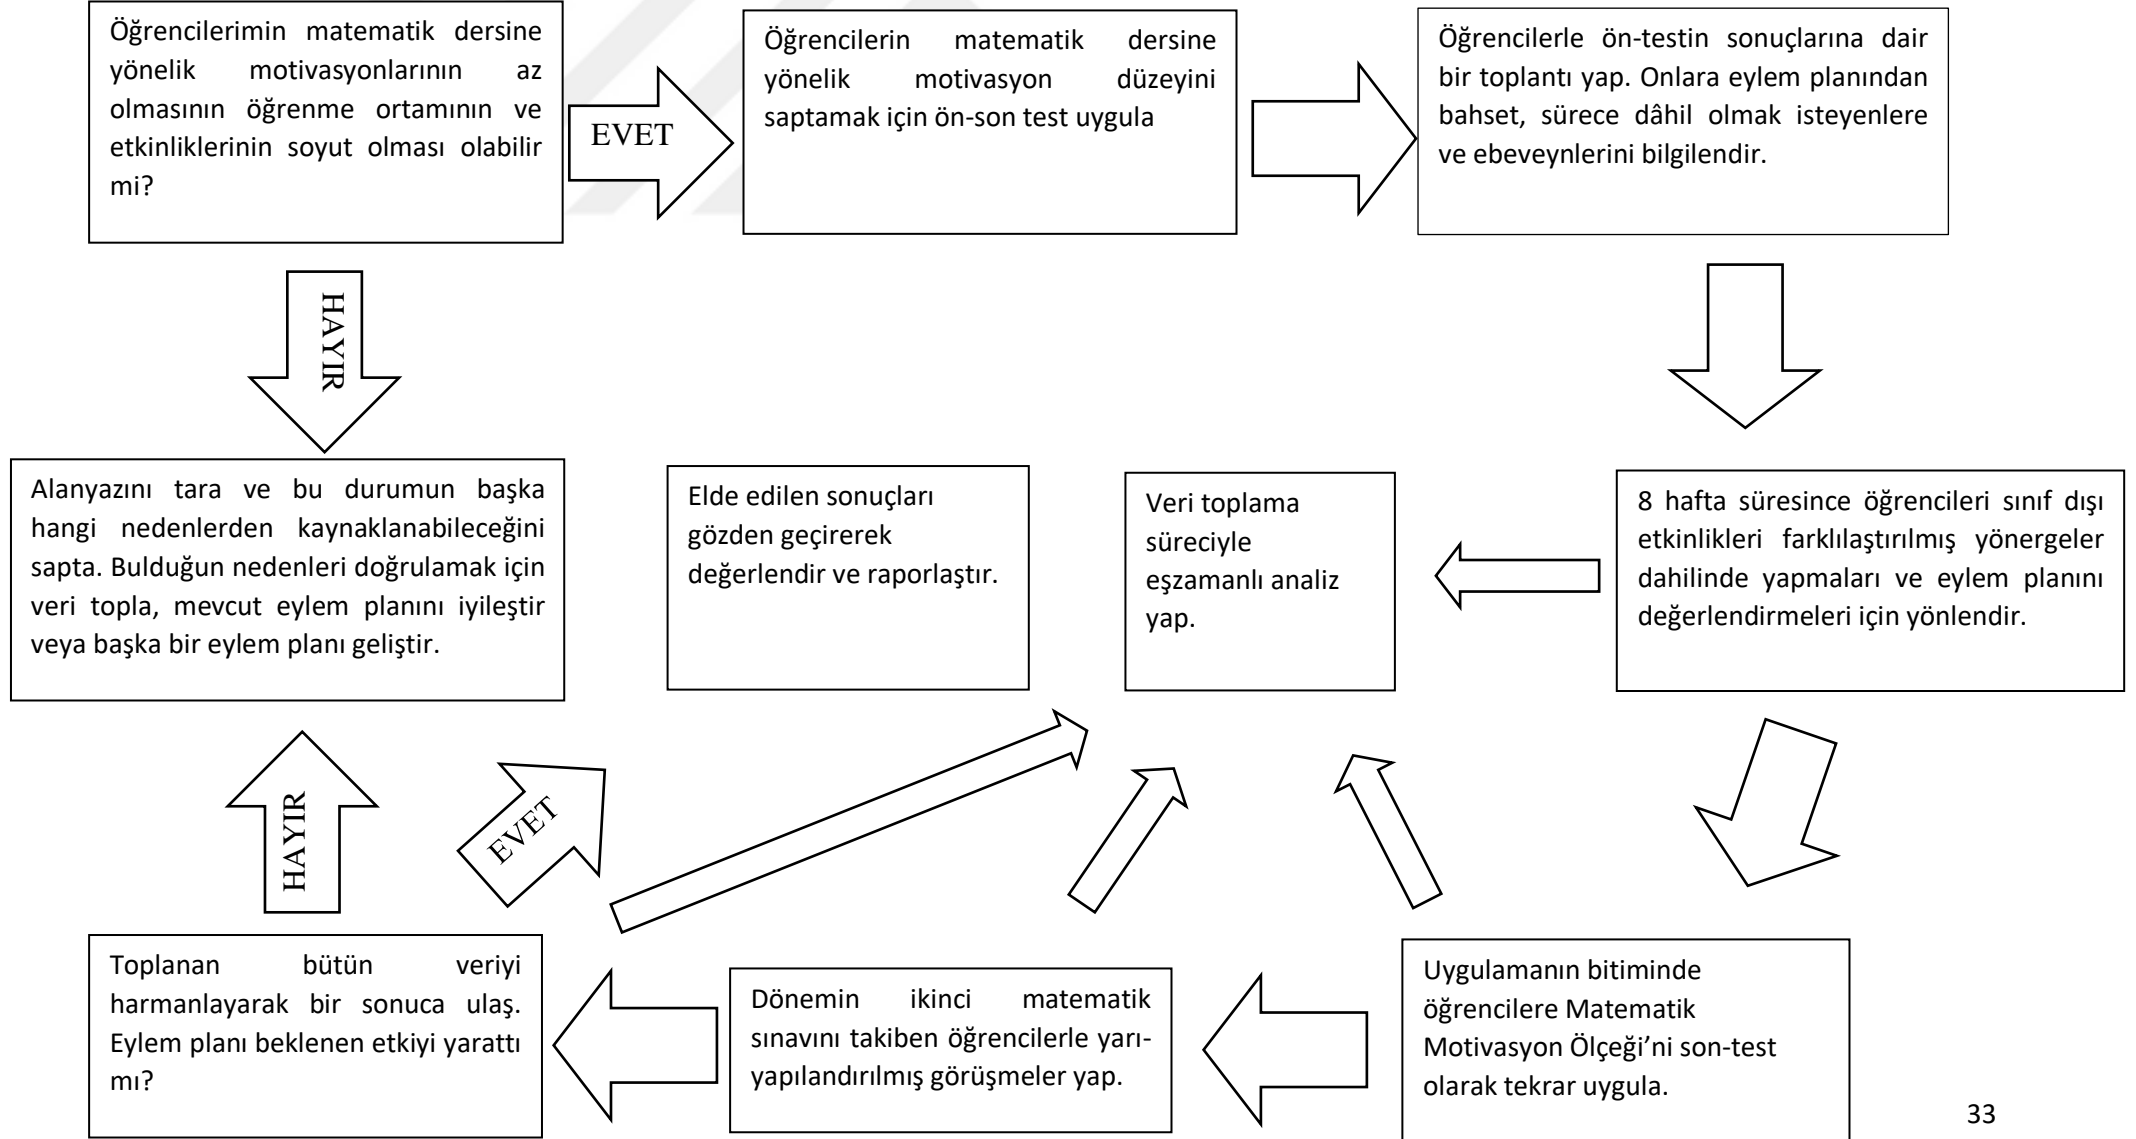 Öğrencilerimin matematik dersine
yönelik motivasyonlarının az
olmasının öğrenme ortamının ve
etkinliklerinin soyut olması olabilir
mi?
EVET
Öğrencilerin matematik dersine
yönelik motivasyon düzeyini
saptamak için ön-son test uygula
Öğrencilerle ön-testin sonuçlarına dair
bir toplantı yap. Onlara eylem planından
bahset, sürece dâhil olmak isteyenlere
ve ebeveynlerini bilgilendir.
HAYIR
Alanyazını tara ve bu durumun başka
hangi nedenlerden kaynaklanabileceğini
sapta. Bulduğun nedenleri doğrulamak için
veri topla, mevcut eylem planını iyileştir
veya başka bir eylem planı geliştir.
Elde edilen sonuçları
gözden geçirerek
değerlendir ve raporlaştır.
Veri toplama
süreciyle
eşzamanlı analiz
yap.
8 hafta süresince öğrencileri sınıf dışı
etkinlikleri farklılaştırılmış yönergeler
dahilinde yapmaları ve eylem planını
değerlendirmeleri için yönlendir.
HAYIR
EVET
Toplanan bütün veriyi
harmanlayarak bir sonuca ulaş.
Eylem planı beklenen etkiyi yarattı
mı?
Dönemin ikinci matematik
sınavını takiben öğrencilerle yarı-
yapılandırılmış görüşmeler yap.
Uygulamanın bitiminde
öğrencilere Matematik
Motivasyon Ölçeği’ni son-test
olarak tekrar uygula.
33